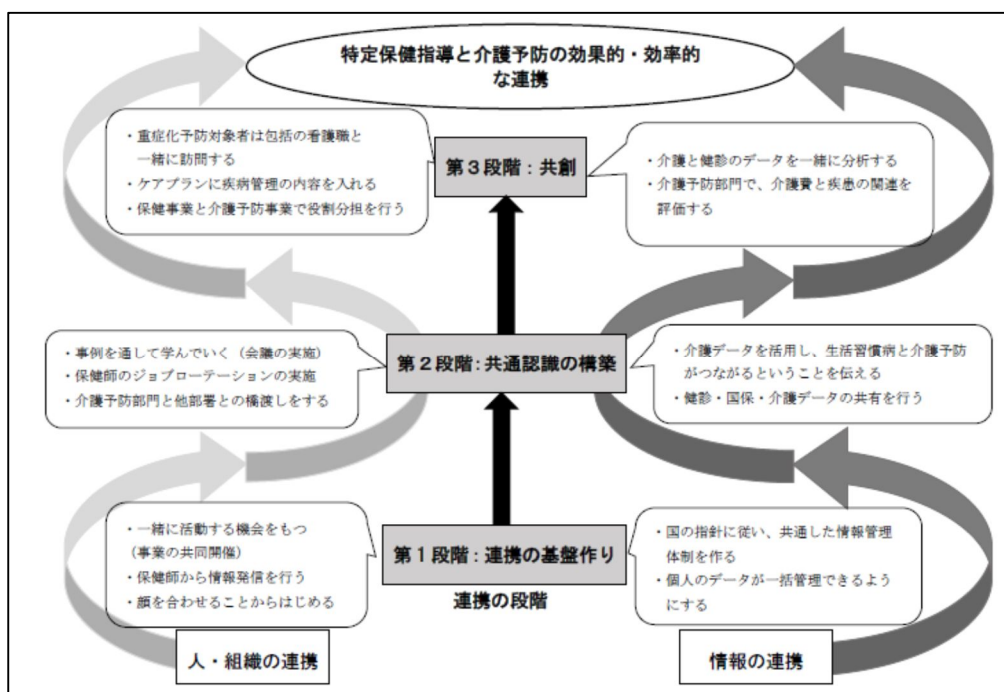 特定保健指導と介護予防の効果的・効率的
な連携
・重症化予防対象者は包括の看護職と
一緒に訪問する
・ケアプランに疾病管理の内容を入れる
・保健事業と介護予防事業で役割分担を行う
第3段階：共創
・介護と健診のデータを一緒に分析する
・介護予防部門で、介護費と疾患の関連を
評価する
・事例を通して学んでいく（会議の実施）
・保健師のジョブローテーションの実施
・介護予防部門と他部署との橋渡しをする
第2段階：共通認識の構築
・介護データを活用し、生活習慣病と介護予防
がつながるということを伝える
・健診・国保・介護データの共有を行う
・一緒に活動する機会をもつ
（事業の共同開催）
・保健師から情報発信を行う
・顔を合わせることからはじめる
第1段階：連携の基盤作り
連携の段階
・国の指針に従い、共通した情報管理
体制を作る
・個人のデータが一括管理できるよう
にする
人・組織の連携
情報の連携